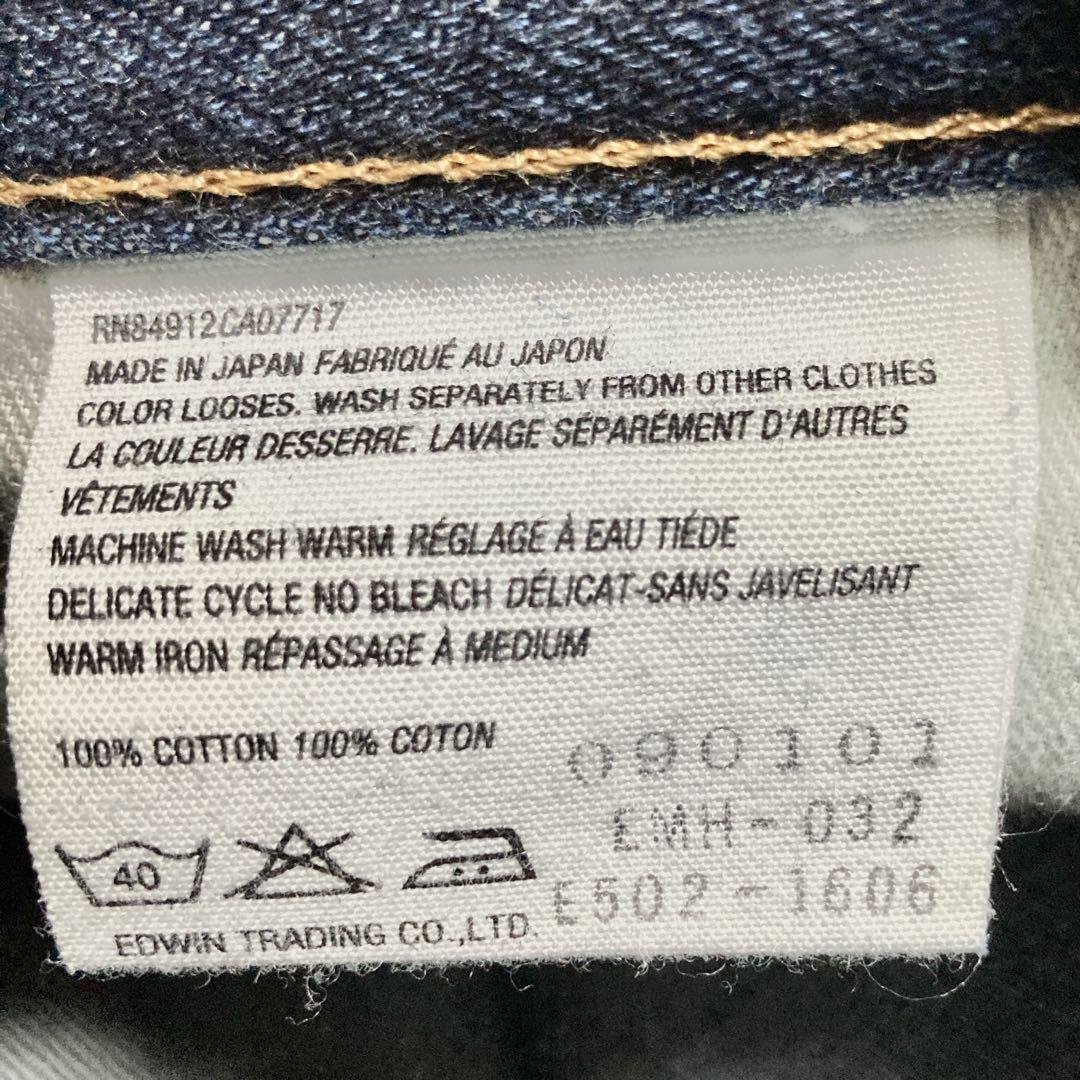 RN84912CA07717
MADE IN JAPAN FABRIQUÉ AU JAPON
COLOR LOOSES. WASH SEPARATELY FROM OTHER CLOTHES
LA COULEUR DESSERRE. LAVAGE SÉPARÉMENT D'AUTRES
VÊTEMENTS
MACHINE WASH WARM RÉGLAGE À EAU TIÉDE
DELICATE CYCLE NO BLEACH DÉLICAT-SANS JAVELISANT
WARM IRON RÉPASSAGE À MEDIUM
100% COTTON 100% COTON
090101
EMH-032
E502-1606
40
EDWIN TRADING CO.,LTD.